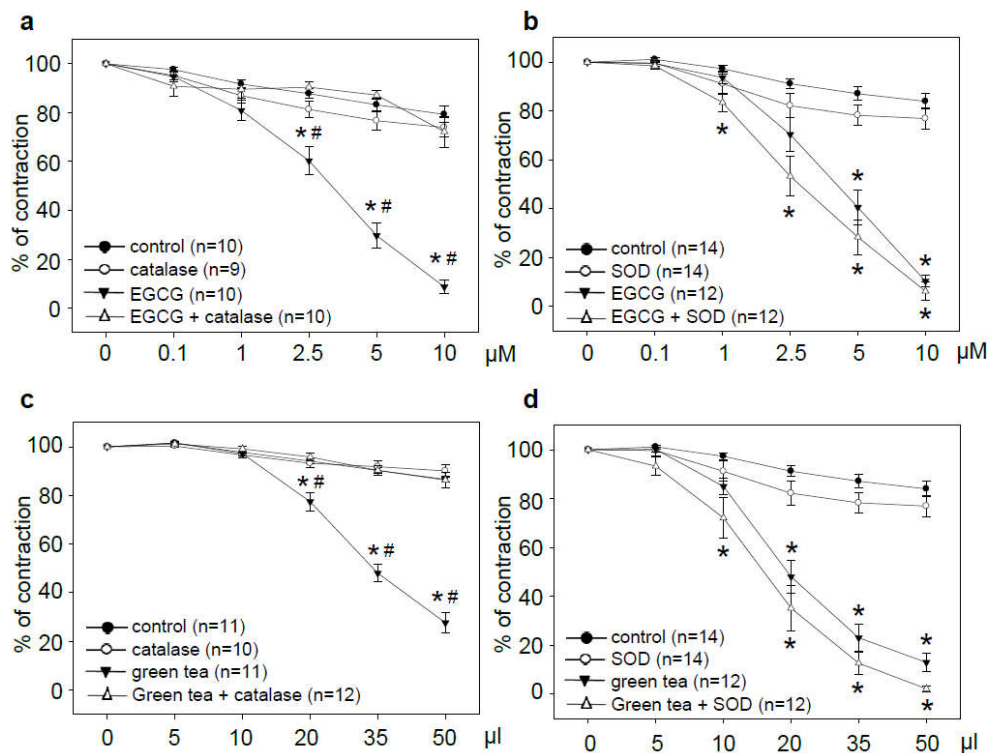 a
% of contraction
100
80
60
40
20
0
* #
* #
* #
control (n=10)
catalase (n=9)
EGCG (n=10)
EGCG + catalase (n=10)
0 0.1 1 2.5 5 10 µM
b
% of contraction
100
80
60
40
20
0
*
*
*
*
*
*
control (n=14)
SOD (n=14)
EGCG (n=12)
EGCG + SOD (n=12)
0 0.1 1 2.5 5 10 µM
c
% of contraction
100
80
60
40
20
0
* #
* #
* #
control (n=11)
catalase (n=10)
green tea (n=11)
Green tea + catalase (n=12)
0 5 10 20 35 50 µl
d
% of contraction
100
80
60
40
20
0
*
*
*
*
*
*
*
control (n=14)
SOD (n=14)
green tea (n=12)
Green tea + SOD (n=12)
0 5 10 20 35 50 µl